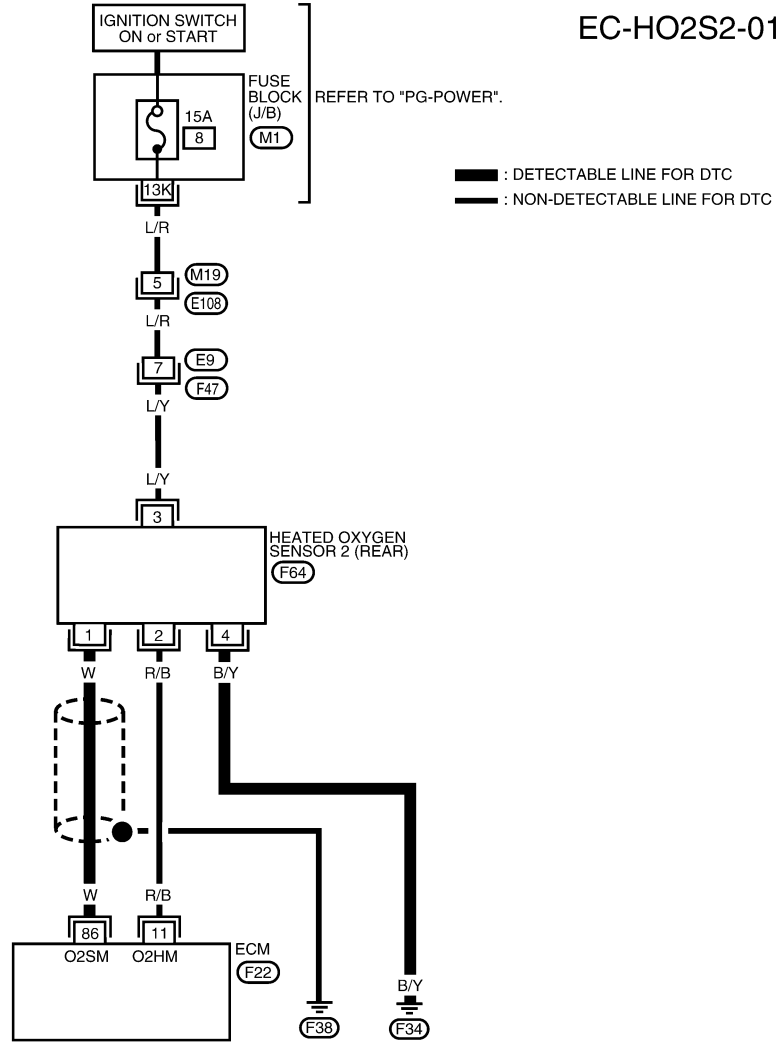 EC-HO2S2-01
IGNITION SWITCH
ON or START
FUSE
BLOCK
(J/B)
REFER TO "PG-POWER".
15A
8
M1
13K
: DETECTABLE LINE FOR DTC
: NON-DETECTABLE LINE FOR DTC
L/R
5
M19
E108
L/R
7
E9
F47
L/Y
L/Y
3
HEATED OXYGEN
SENSOR 2 (REAR)
F64
1
2
4
W
R/B
B/Y
W
R/B
86
11
O2SM
O2HM
ECM
F22
B/Y
F38
F34